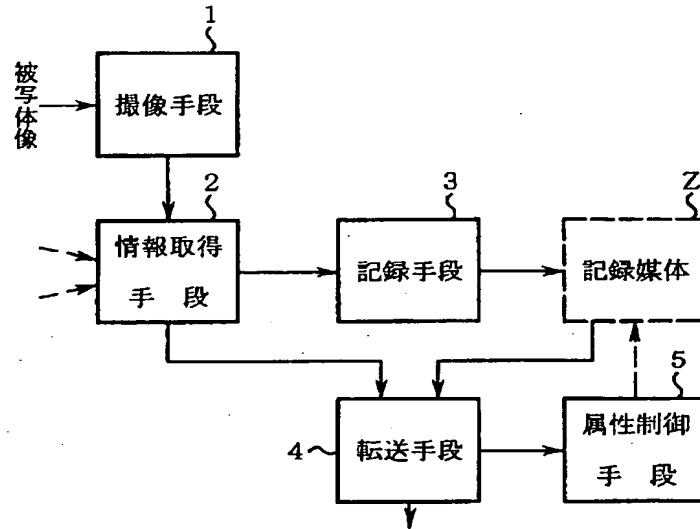 1
被写体像
撮像手段
2
情報取得
手 段
3
記録手段
Z
記録媒体
4
転送手段
5
属性制御
手 段